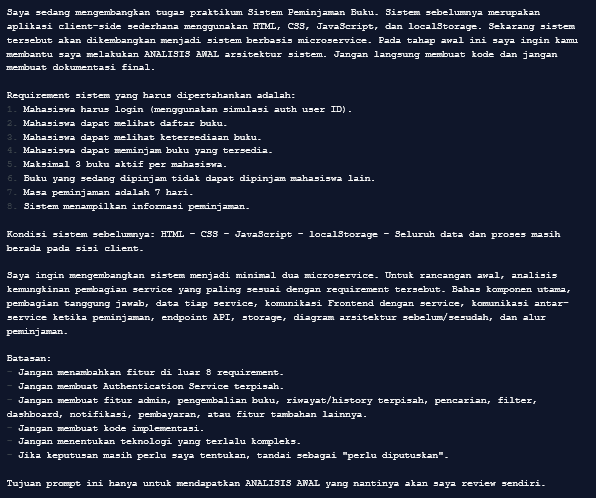 Saya sedang mengembangkan tugas praktikum Sistem Peminjaman Buku. Sistem sebelumnya merupakan
aplikasi client-side sederhana menggunakan HTML, CSS, JavaScript, dan localStorage. Sekarang sistem
tersebut akan dikembangkan menjadi sistem berbasis microservice. Pada tahap awal ini saya ingin kamu
membantu saya melakukan ANALISIS AWAL arsitektur sistem. Jangan langsung membuat kode dan jangan
membuat dokumentasi final.
Requirement sistem yang harus dipertahankan adalah:
1. Mahasiswa harus login (menggunakan simulasi auth user ID).
2. Mahasiswa dapat melihat daftar buku.
3. Mahasiswa dapat melihat ketersediaan buku.
4. Mahasiswa dapat meminjam buku yang tersedia.
5. Maksimal 3 buku aktif per mahasiswa.
6. Buku yang sedang dipinjam tidak dapat dipinjam mahasiswa lain.
7. Masa peminjaman adalah 7 hari.
8. Sistem menampilkan informasi peminjaman.
Kondisi sistem sebelumnya: HTML - CSS - JavaScript - localStorage - Seluruh data dan proses masih
berada pada sisi client.
Saya ingin mengembangkan sistem menjadi minimal dua microservice. Untuk rancangan awal, analisis
kemungkinan pembagian service yang paling sesuai dengan requirement tersebut. Bahas komponen utama,
pembagian tanggung jawab, data tiap service, komunikasi Frontend dengan service, komunikasi antar-
service ketika peminjaman, endpoint API, storage, diagram arsitektur sebelum/sesudah, dan alur
peminjaman.
Batasan:
- Jangan menambahkan fitur di luar 8 requirement.
- Jangan membuat Authentication Service terpisah.
- Jangan membuat fitur admin, pengembalian buku, riwayat/history terpisah, pencarian, filter,
dashboard, notifikasi, pembayaran, atau fitur tambahan lainnya.
- Jangan membuat kode implementasi.
- Jangan menentukan teknologi yang terlalu kompleks.
- Jika keputusan masih perlu saya tentukan, tandai sebagai "perlu diputuskan".
Tujuan prompt ini hanya untuk mendapatkan ANALISIS AWAL yang nantinya akan saya review sendiri.